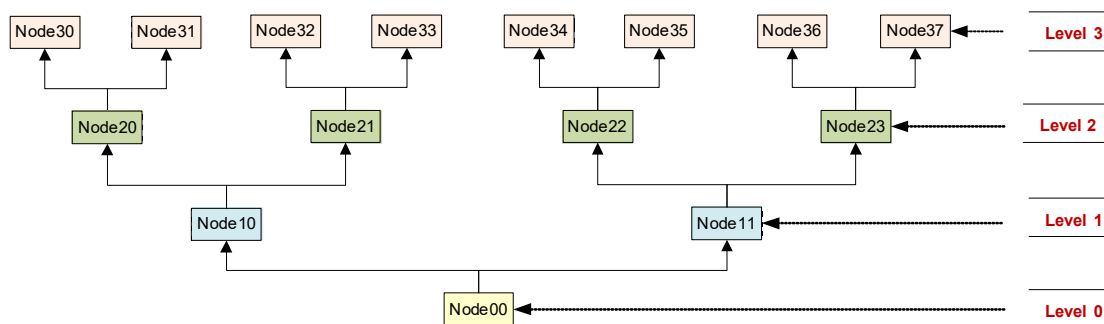 Node30 Node31 Node32 Node33 Node34 Node35 Node36 Node37 Level 3
Node20 Node21 Node22 Node23 Level 2
Node10 Node11 Level 1
Node00 Level 0